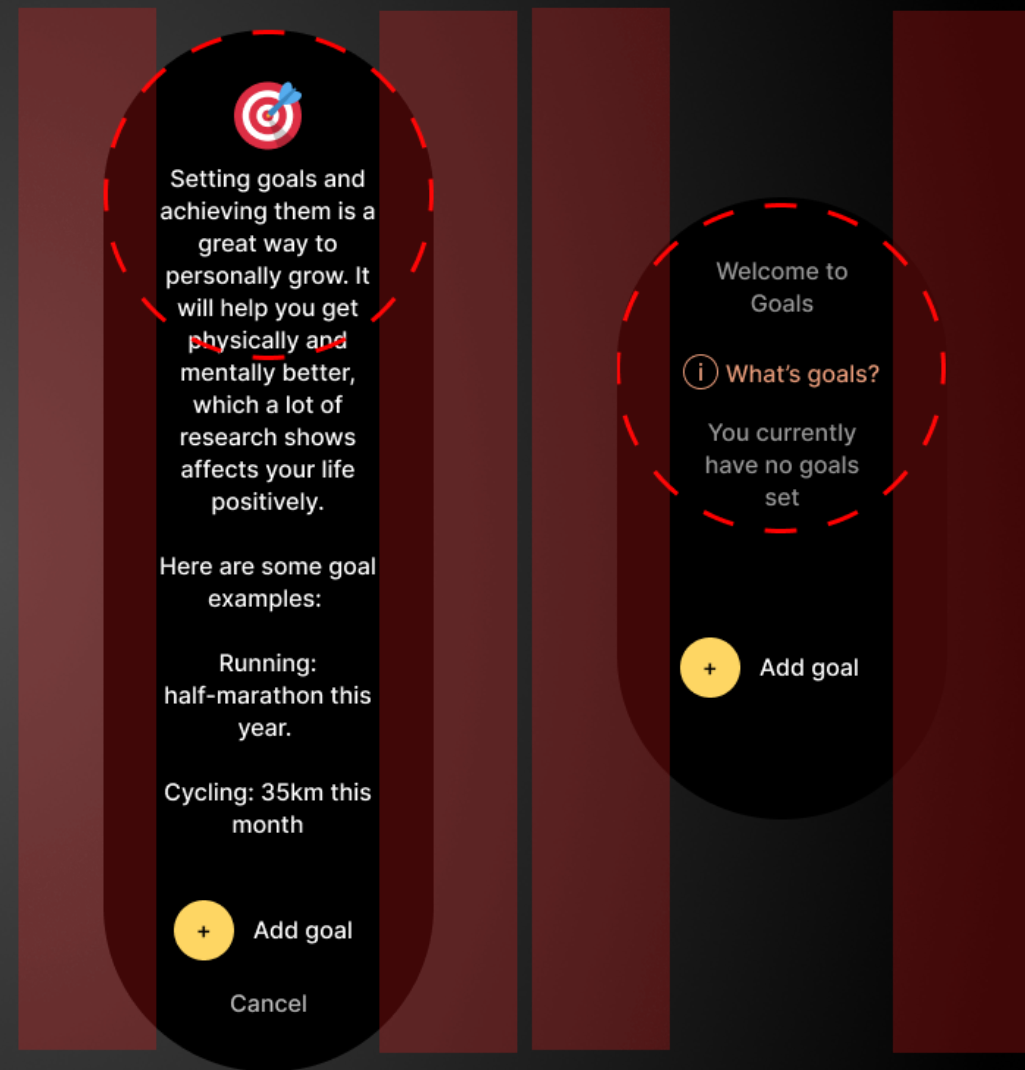 Setting goals and
achieving them is a
great way to
personally grow. It
will help you get
physically and
mentally better,
which a lot of
research shows
affects your life
positively.
Here are some goal
examples:
Running:
half-marathon this
year.
Cycling: 35km this
month
+ Add goal
Cancel
Welcome to
Goals
i What’s goals?
You currently
have no goals
set
+ Add goal